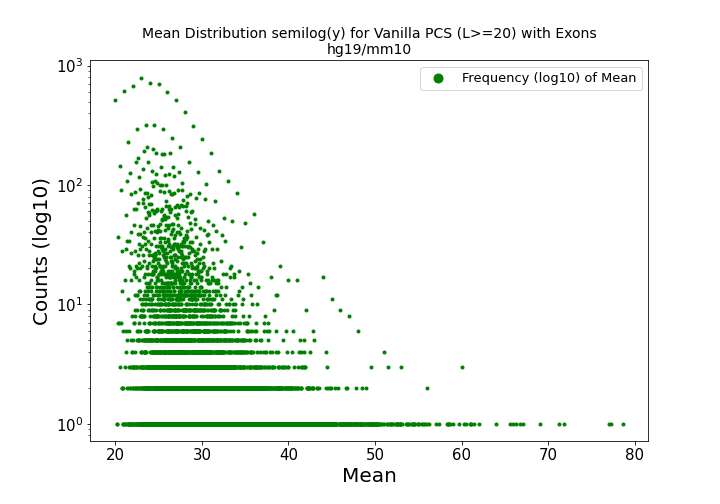 Mean Distribution semilog(y) for Vanilla PCS (L>=20) with Exons
hg19/mm10
Frequency (log10) of Mean
Counts (log10)
10³
10²
10¹
10⁰
20 30 40 50 60 70 80
Mean